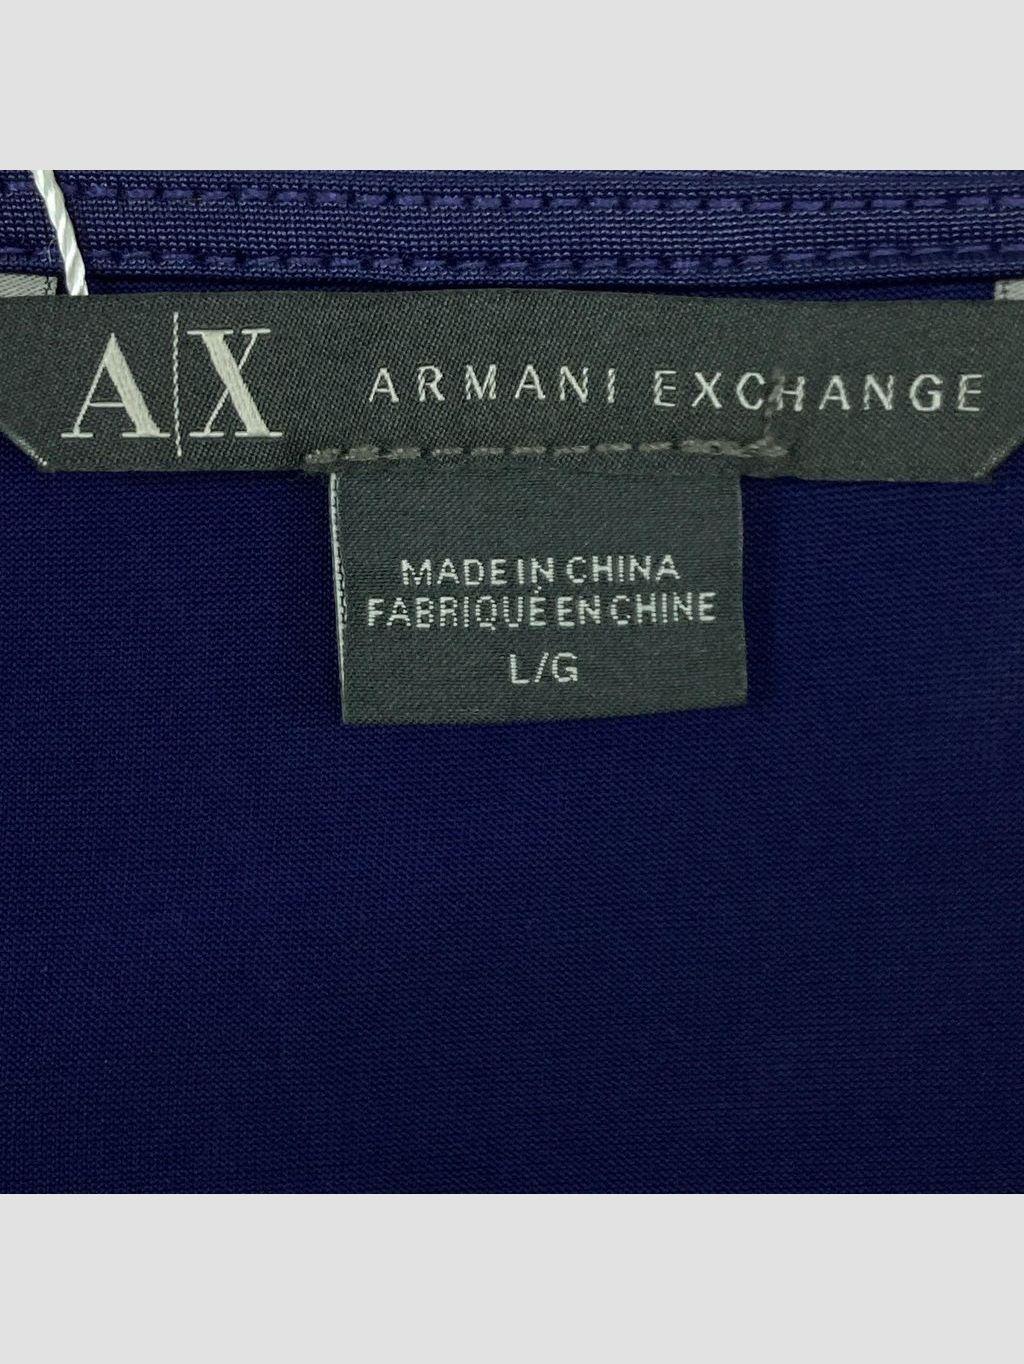 A|X ARMANI EXCHANGE
MADE IN CHINA
FABRIQUÉ EN CHINE
L/G